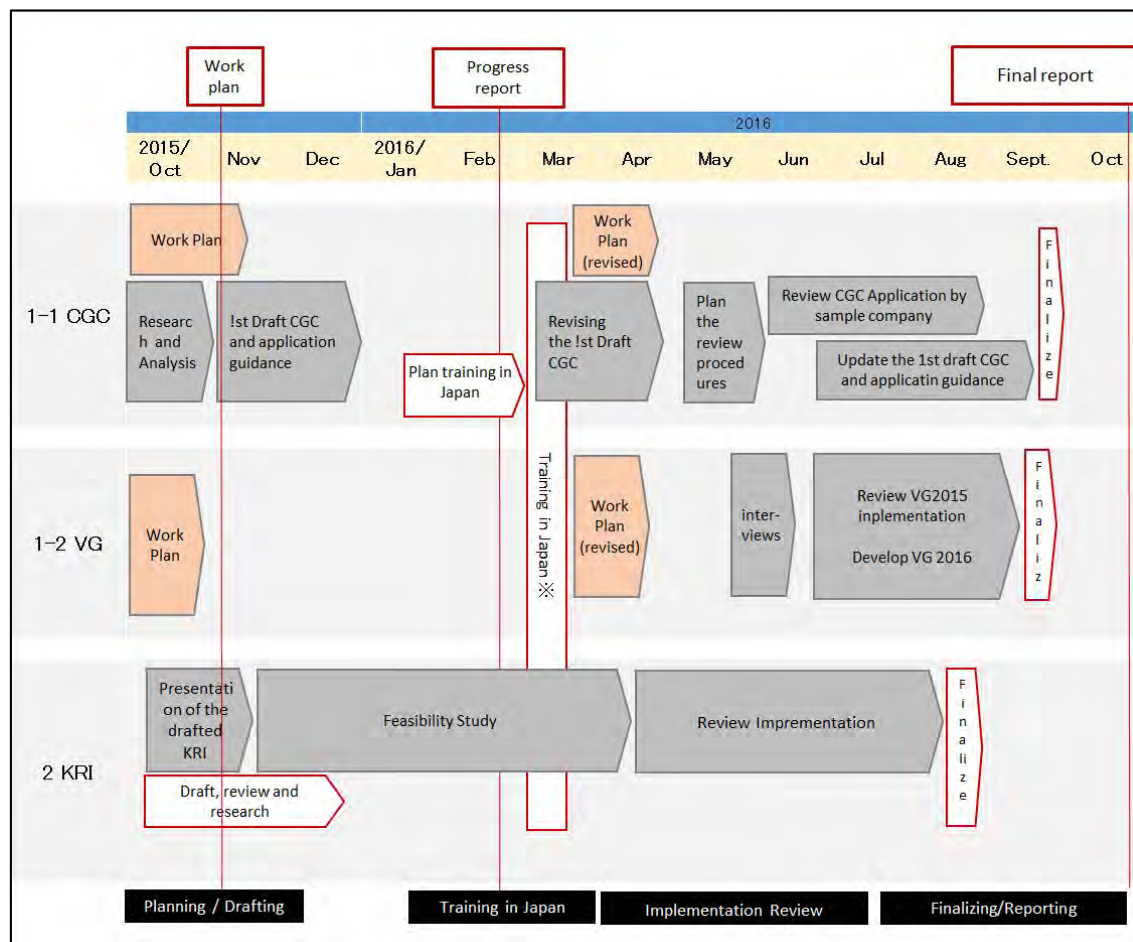 Work
plan
Progress
report
Final report
2016
2015/
Oct
Nov
Dec
2016/
Jan
Feb
Mar
Apr
May
Jun
Jul
Aug
Sept.
Oct
1-1 CGC
Work Plan
Work
Plan
(revised)
Researc
h and
Analysis
!st Draft CGC
and application
guidance
Plan training in
Japan
Revising
the !st Draft
CGC
Plan
the
review
proced
ures
Review CGC Application by
sample company
Update the 1st draft CGC
and applicatin guidance
F
i
n
a
l
i
z
e
Training in Japan※
1-2 VG
Work
Plan
Work
Plan
(revised)
inter-
views
Review VG2015
inplementation
Develop VG 2016
F
i
n
a
l
i
z
2 KRI
Presentati
on of the
drafted
KRI
Feasibility Study
Review Imprementation
F
i
n
a
li
z
e
Draft, review and
research
Planning / Drafting
Training in Japan
Implementation Review
Finalizing/Reporting